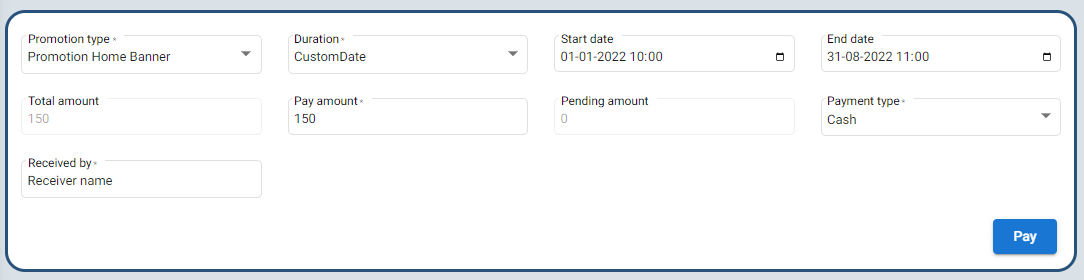 Promotion type *
Promotion Home Banner
Duration *
CustomDate
Start date
01-01-2022 10:00
End date
31-08-2022 11:00
Total amount
150
Pay amount *
150
Pending amount
0
Payment type *
Cash
Received by *
Receiver name
Pay